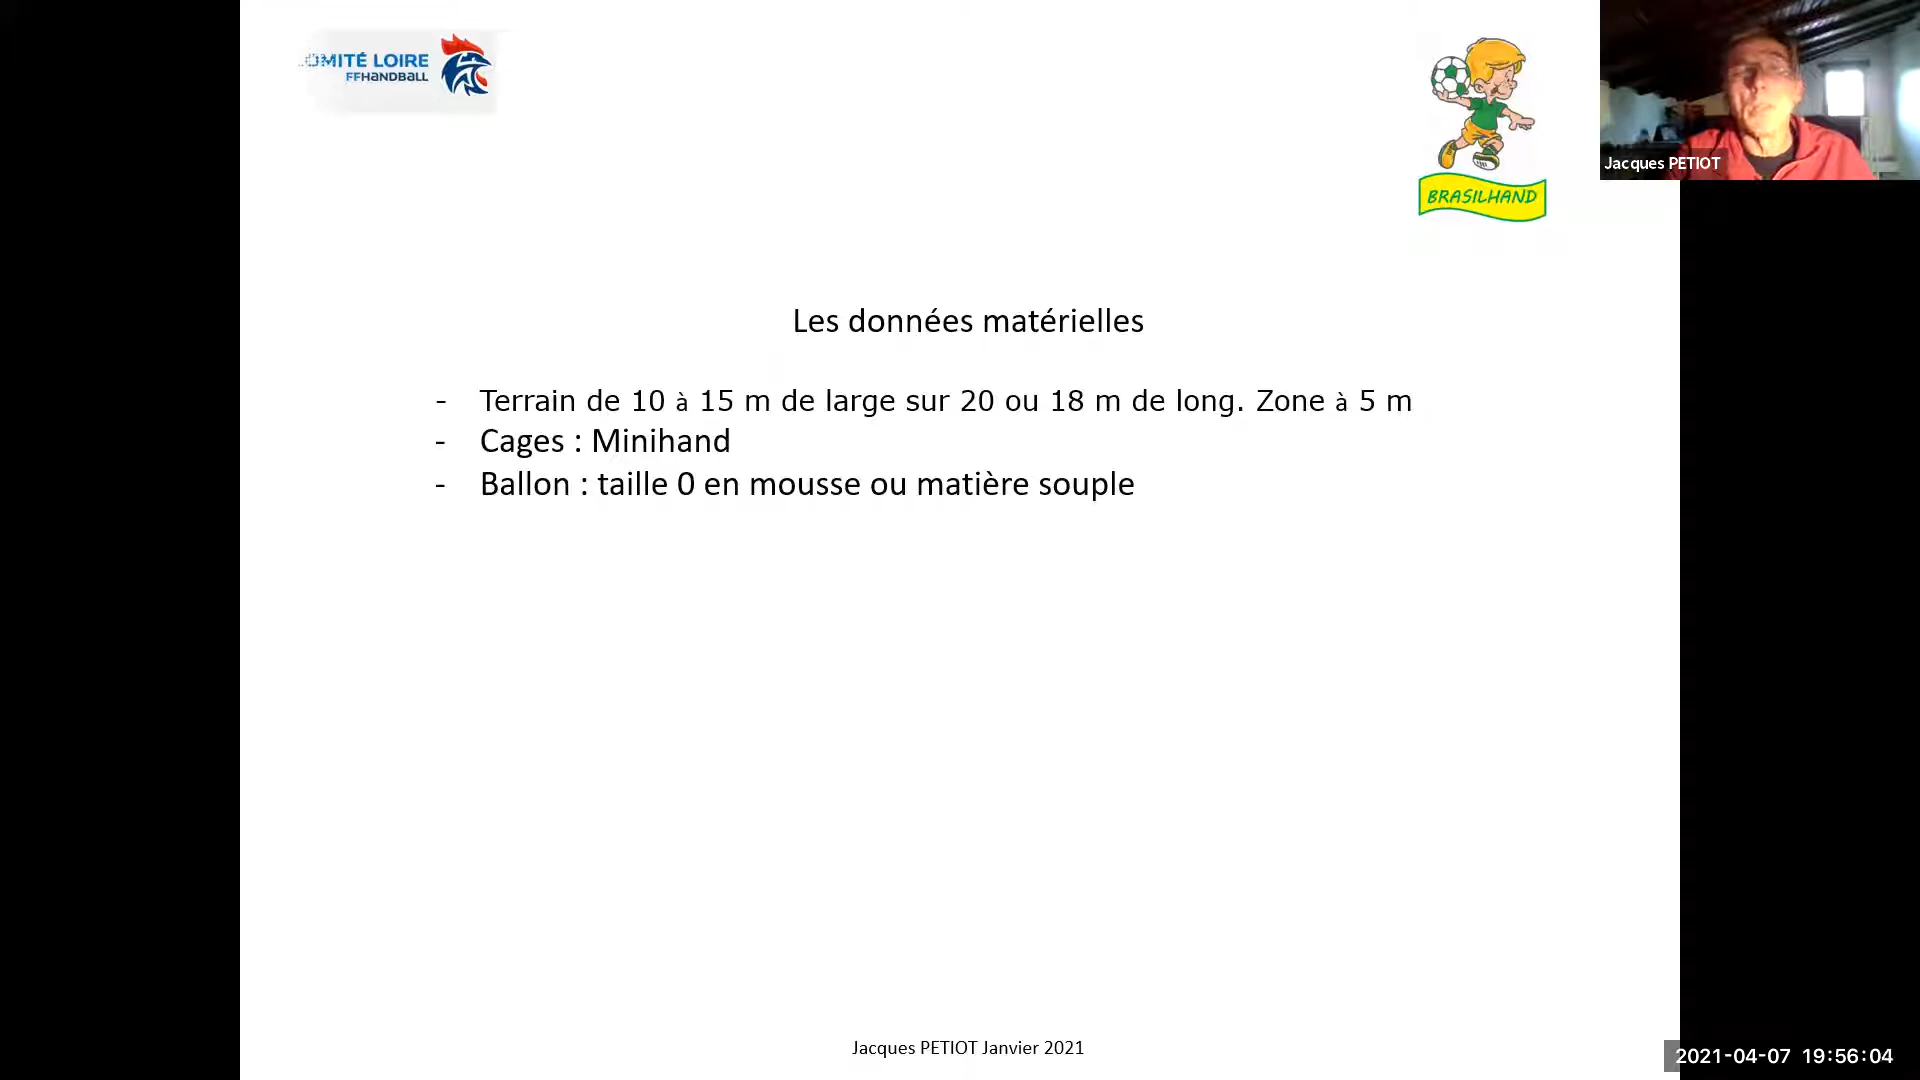 COMITÉ LOIRE
FFHANDBALL
BRASILHAND
Jacques PETIOT
Les données matérielles
- Terrain de 10 à 15 m de large sur 20 ou 18 m de long. Zone à 5 m
- Cages : Minihand
- Ballon : taille 0 en mousse ou matière souple
Jacques PETIOT Janvier 2021
2021-04-07 19:56:04